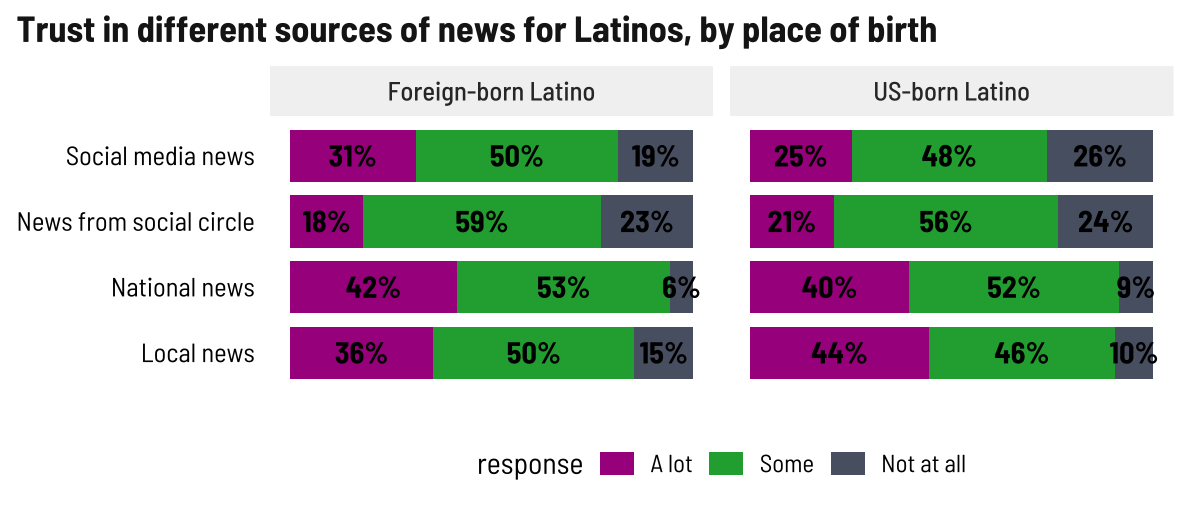 Trust in different sources of news for Latinos, by place of birth
Foreign-born Latino US-born Latino
Social media news 31% 50% 19% 25% 48% 26%
News from social circle 18% 59% 23% 21% 56% 24%
National news 42% 53% 6% 40% 52% 9%
Local news 36% 50% 15% 44% 46% 10%
response A lot Some Not at all